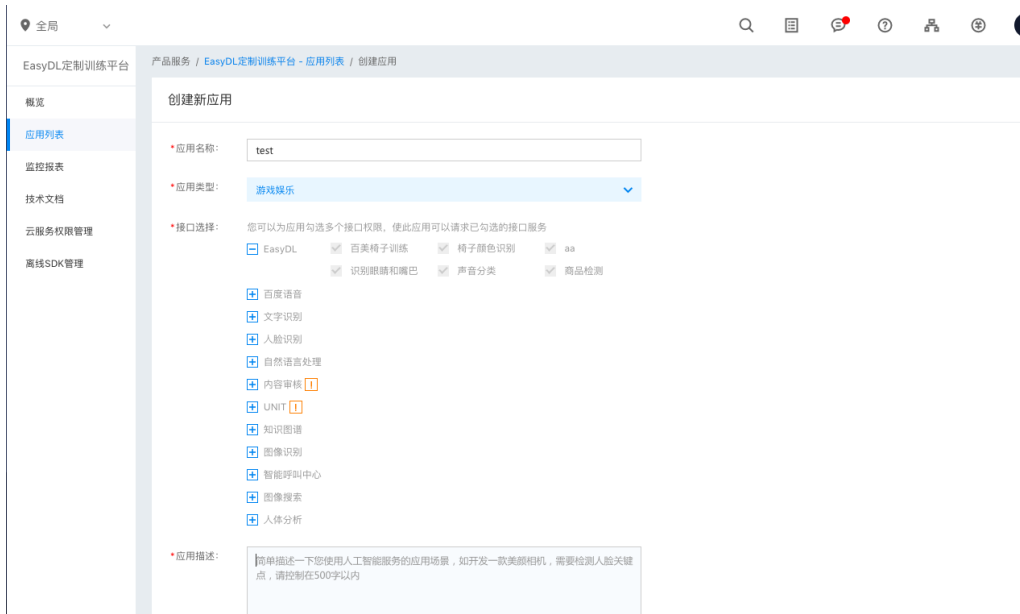 全局
EasyDL定制训练平台
产品服务 / EasyDL定制训练平台 - 应用列表 / 创建应用
概览
应用列表
监控报表
技术文档
云服务权限管理
离线SDK管理
创建新应用
*应用名称: test
*应用类型: 游戏娱乐
*接口选择: 您可以为应用勾选多个接口权限，使此应用可以请求已勾选的接口服务
EasyDL 百美椅子训练 椅子颜色识别 aa
识别眼睛和嘴巴 声音分类 商品检测
百度语音
文字识别
人脸识别
自然语言处理
内容审核 !
UNIT !
知识图谱
图像识别
智能呼叫中心
图像搜索
人体分析
*应用描述: 简单描述一下您使用人工智能服务的应用场景，如开发一款美颜相机，需要检测人脸关键
点，请控制在500字以内